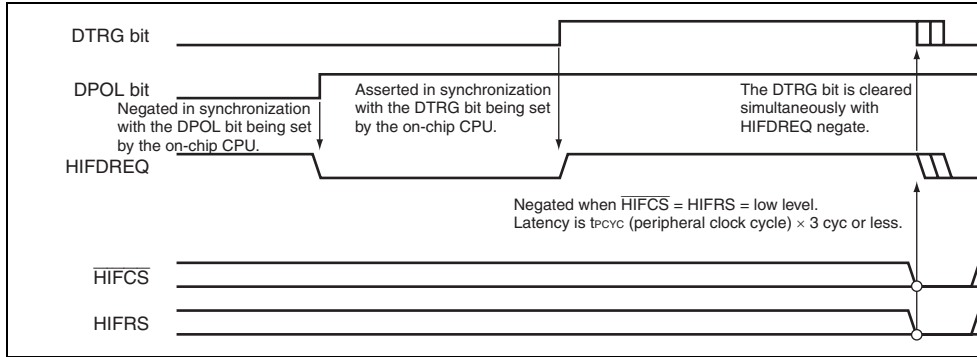 DTRG bit
DPOL bit
Negated in synchronization
with the DPOL bit being set
by the on-chip CPU.
Asserted in synchronization
with the DTRG bit being set
by the on-chip CPU.
The DTRG bit is cleared
simultaneously with
HIFDREQ negate.
HIFDREQ
Negated when HIFCS = HIFRS = low level.
Latency is tPCYC (peripheral clock cycle) × 3 cyc or less.
HIFCS
HIFRS